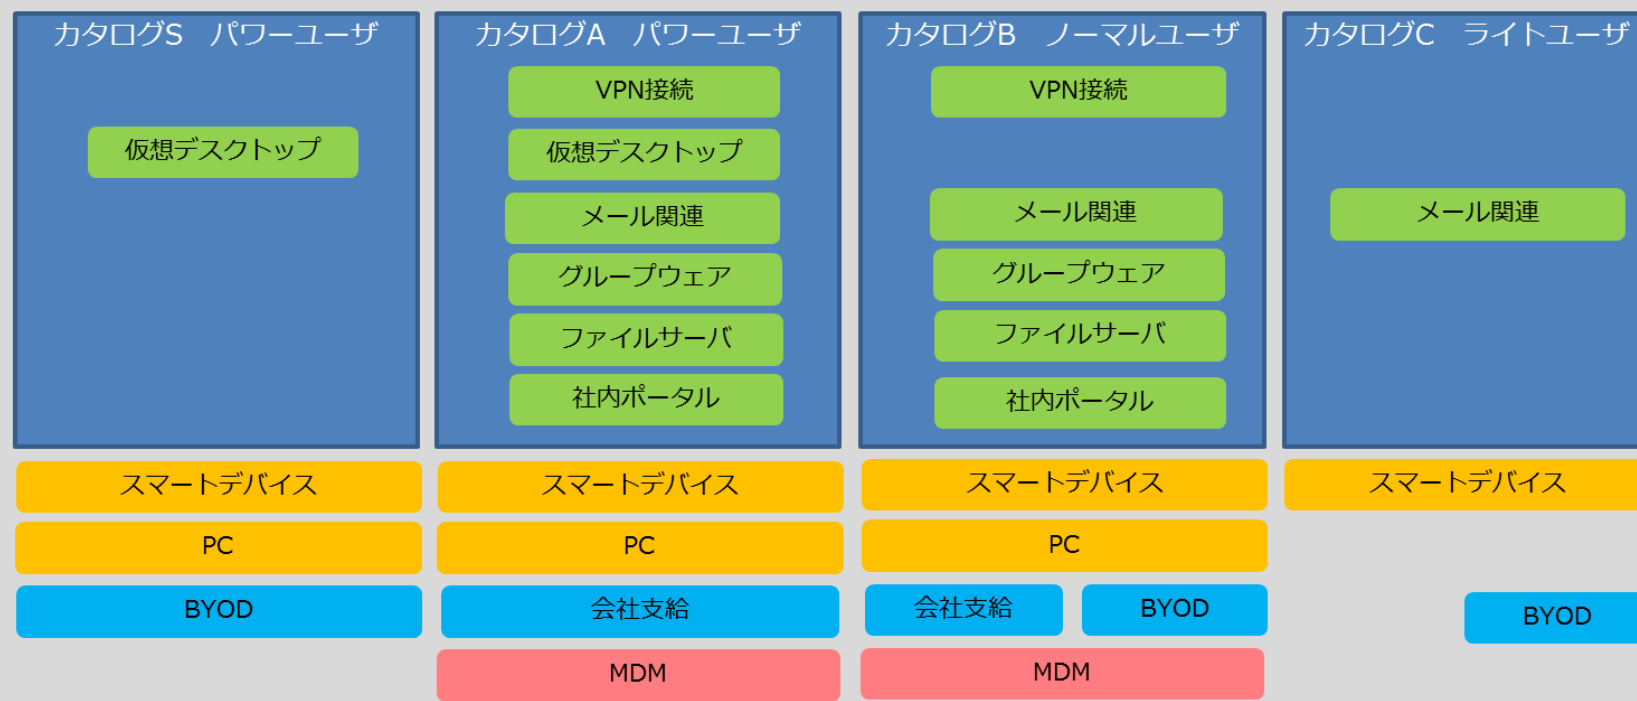 カタログS　パワーユーザ
仮想デスクトップ
スマートデバイス
PC
BYOD
カタログA　パワーユーザ
VPN接続
仮想デスクトップ
メール関連
グループウェア
ファイルサーバ
社内ポータル
スマートデバイス
PC
会社支給
MDM
カタログB　ノーマルユーザ
VPN接続
メール関連
グループウェア
ファイルサーバ
社内ポータル
スマートデバイス
PC
会社支給
BYOD
MDM
カタログC　ライトユーザ
メール関連
スマートデバイス
BYOD